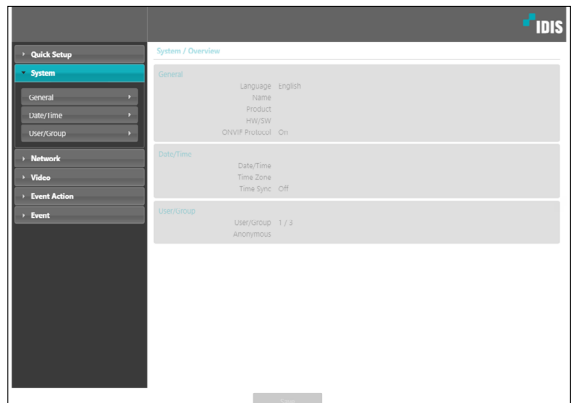 IDIS
Quick Setup
System
General
Date/Time
User/Group
Network
Video
Event Action
Event
System / Overview
General
Language English
Name
Product
HW/SW
ONVIF Protocol On
Date/Time
Date/Time
Time Zone
Time Sync Off
User/Group
User/Group 1 / 3
Anonymous
Save